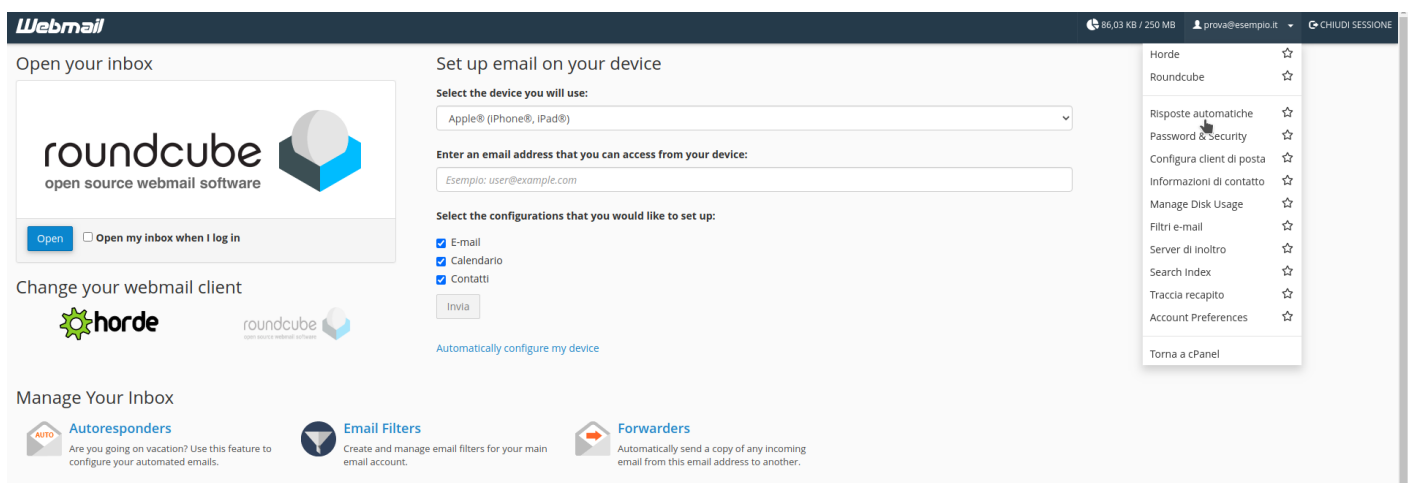 Webmail
86,03 KB / 250 MB prova@esempio.it CHIUDI SESSIONE
Open your inbox
roundcube
open source webmail software
Open Open my inbox when I log in
Change your webmail client
horde
roundcube
open source webmail software
Set up email on your device
Select the device you will use:
Apple® (iPhone®, iPad®)
Enter an email address that you can access from your device:
Esempio: user@example.com
Select the configurations that you would like to set up:
E-mail
Calendario
Contatti
Invia
Automatically configure my device
Horde
Roundcube
Risposte automatiche
Password & Security
Configura client di posta
Informazioni di contatto
Manage Disk Usage
Filtri e-mail
Server di inoltro
Search Index
Traccia recapito
Account Preferences
Torna a cPanel
Manage Your Inbox
AUTO
Autoresponders
Are you going on vacation? Use this feature to
configure your automated emails.
Email Filters
Create and manage email filters for your main
email account.
Forwarders
Automatically send a copy of any incoming
email from this email address to another.